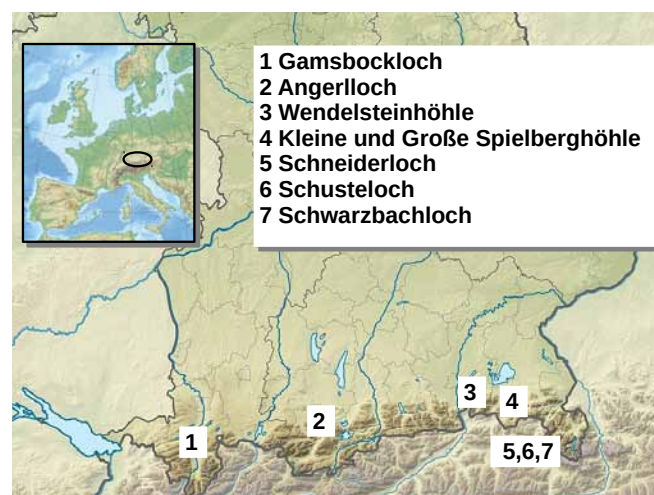 1 Gamsbockloch
2 Angerlloch
3 Wendelsteinhöhle
4 Kleine und Große Spielberghöhle
5 Schneiderloch
6 Schusteloch
7 Schwarzbachloch
3
4
2
1
5,6,7